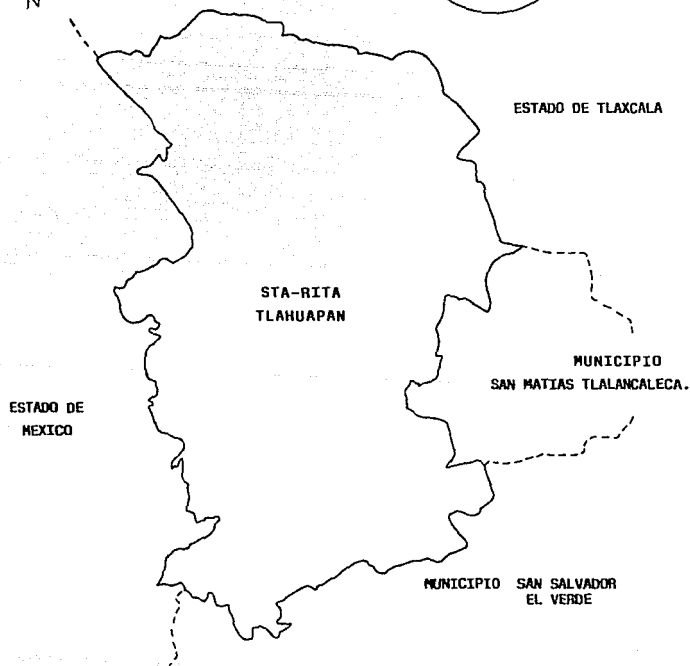 N
ESTADO DE TLAXCALA
STA-RITA
TLAHUAPAN
MUNICIPIO
SAN MATIAS TLALANCALECA.
ESTADO DE
MEXICO
MUNICIPIO SAN SALVADOR
EL VERDE